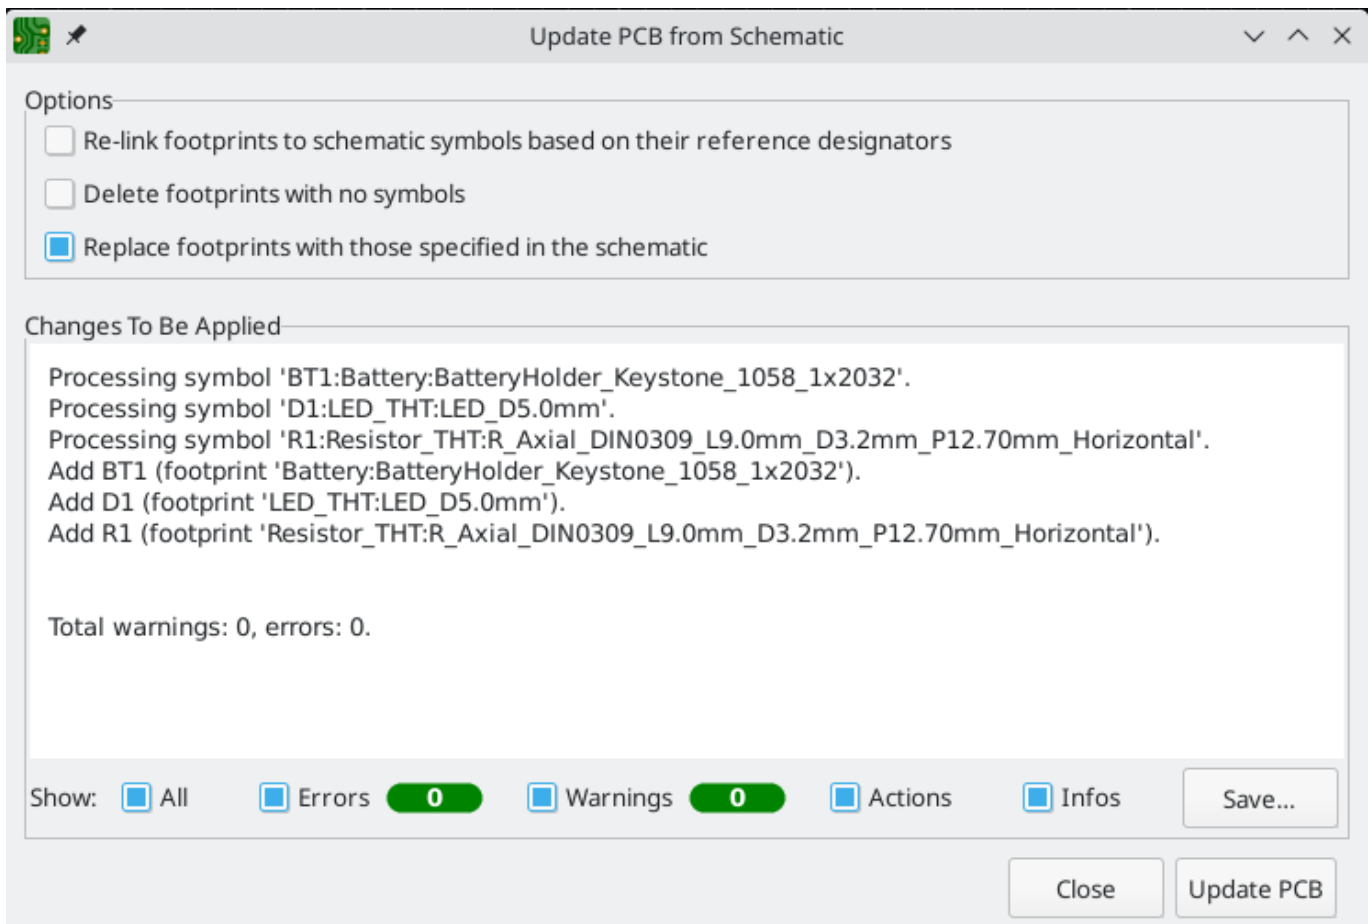 Update PCB from Schematic
Options
Re-link footprints to schematic symbols based on their reference designators
Delete footprints with no symbols
Replace footprints with those specified in the schematic
Changes To Be Applied
Processing symbol 'BT1:Battery:BatteryHolder_Keystone_1058_1x2032'.
Processing symbol 'D1:LED_THT:LED_D5.0mm'.
Processing symbol 'R1:Resistor_THT:R_Axial_DIN0309_L9.0mm_D3.2mm_P12.70mm_Horizontal'.
Add BT1 (footprint 'Battery:BatteryHolder_Keystone_1058_1x2032').
Add D1 (footprint 'LED_THT:LED_D5.0mm').
Add R1 (footprint 'Resistor_THT:R_Axial_DIN0309_L9.0mm_D3.2mm_P12.70mm_Horizontal').
Total warnings: 0, errors: 0.
Show: All Errors 0 Warnings 0 Actions Infos Save...
Close Update PCB